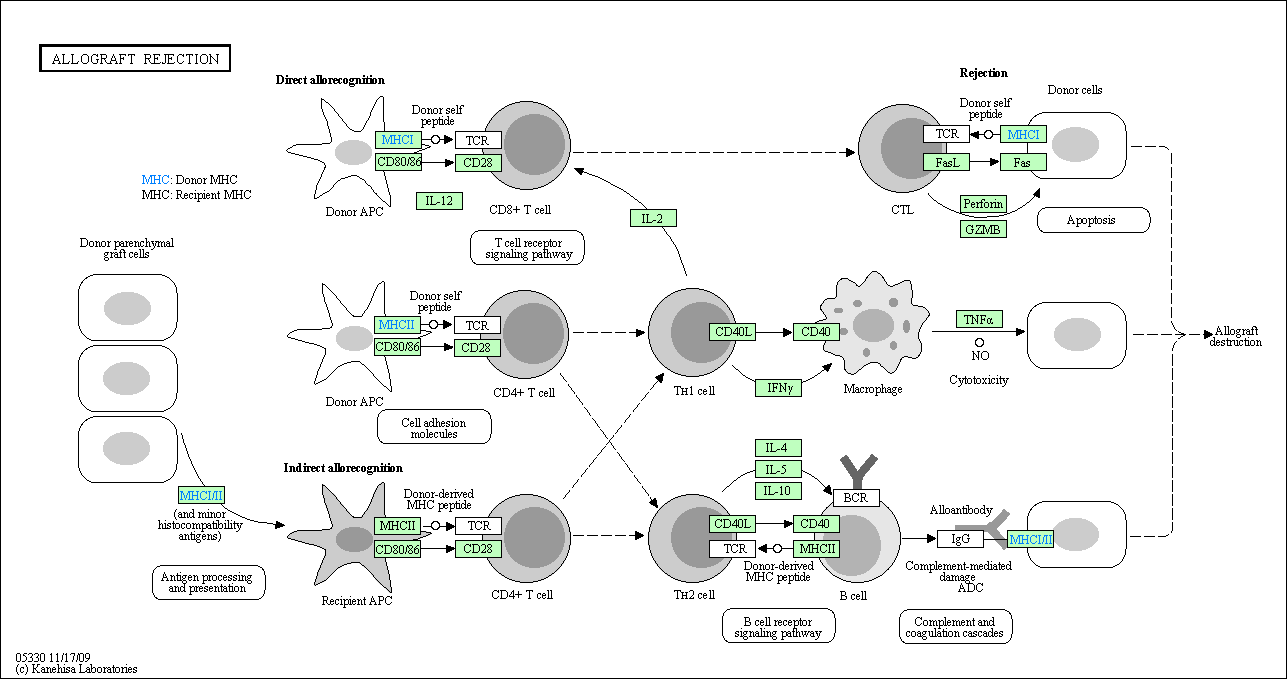 ALLOGRAFT REJECTION
Direct allorecognition
Donor self
peptide
MHCI
TCR
CD80/86
CD28
IL-12
Donor APC
CD8+ T cell
T cell receptor
signaling pathway
MHC: Donor MHC
MHC: Recipient MHC
IL-2
Rejection
Donor self
peptide
Donor cells
TCR
MHCI
FasL
Fas
CTL
Perforin
GZMB
Apoptosis
Donor parenchymal
graft cells
Donor self
peptide
MHCII
TCR
CD80/86
CD28
Donor APC
CD4+ T cell
Cell adhesion
molecules
CD40L
CD40
TH1 cell
IFNγ
Macrophage
TNFα
NO
Cytotoxicity
Allograft
destruction
MHCI/II
(and minor
histocompatibility
antigens)
Antigen processing
and presentation
Indirect allorecognition
Donor-derived
MHC peptide
MHCII
TCR
CD80/86
CD28
Recipient APC
CD4+ T cell
IL-4
IL-5
IL-10
BCR
CD40L
CD40
TCR
MHCII
Donor-derived
MHC peptide
TH2 cell
B cell
B cell receptor
signaling pathway
Alloantibody
IgG
MHCI/II
Complement-mediated
damage
ADC
Complement and
coagulation cascades
05330 11/17/09
(c) Kanehisa Laboratories